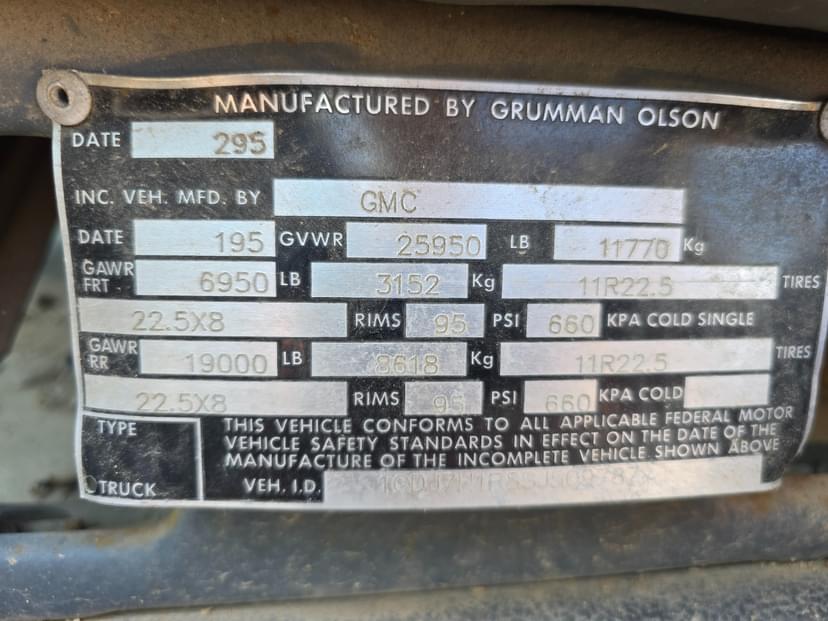 MANUFACTURED BY GRUMMAN OLSON
DATE 295
INC. VEH. MFD. BY GMC
DATE 195 GVWR 25950 LB 11770 Kg
GAWR FRT 6950 LB 3152 Kg 11R22.5 TIRES
22.5X8 RIMS 95 PSI 660 KPA COLD SINGLE
GAWR RR 19000 LB 8618 Kg 11R22.5 TIRES
22.5X8 RIMS 95 PSI 660 KPA COLD
TYPE
TRUCK
THIS VEHICLE CONFORMS TO ALL APPLICABLE FEDERAL MOTOR
VEHICLE SAFETY STANDARDS IN EFFECT ON THE DATE OF THE
MANUFACTURE OF THE INCOMPLETE VEHICLE SHOWN ABOVE
VEH. I.D.